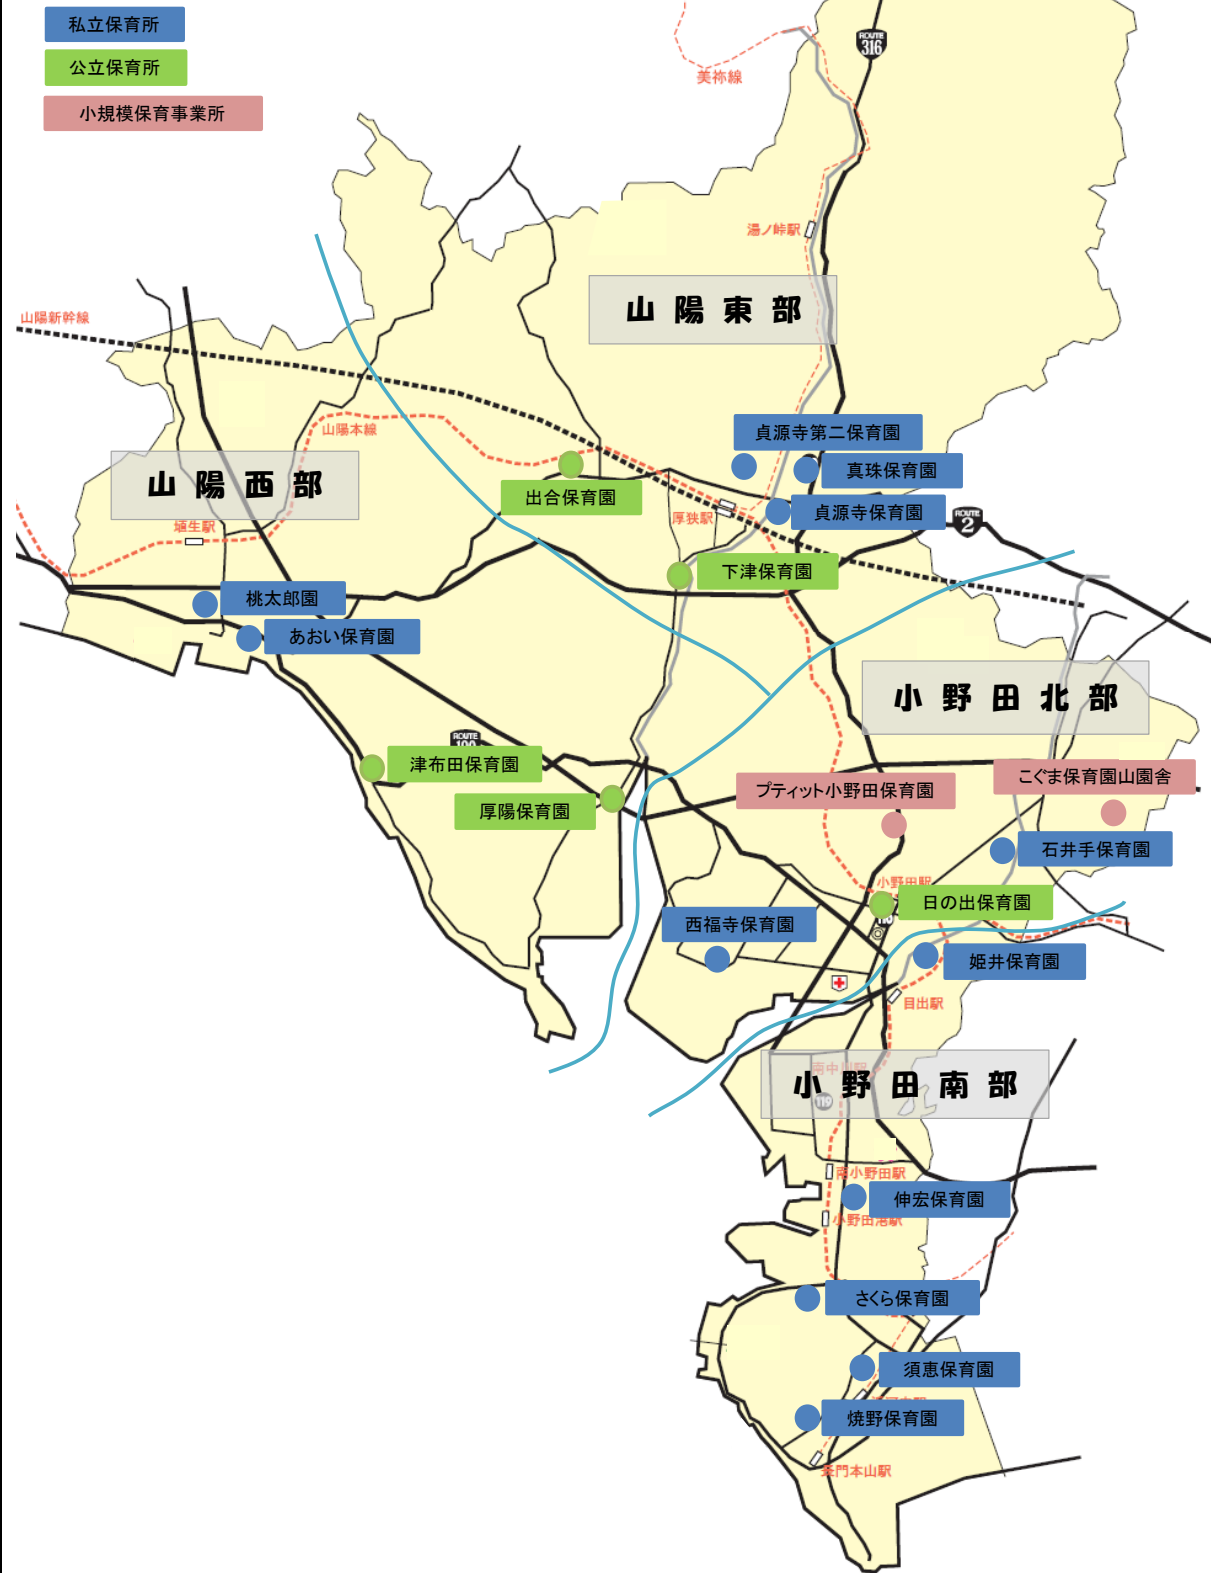 私立保育所
公立保育所
小規模保育事業所
ROUTE
316
美祢線
湯ノ峠駅
山陽東部
山陽新幹線
山陽本線
貞源寺第二保育園
真珠保育園
山陽西部
出合保育園
貞源寺保育園
厚狭駅
ROUTE
2
埴生駅
下津保育園
桃太郎園
あおい保育園
小野田北部
ROUTE
190
津布田保育園
こぐま保育園山園舎
プティット小野田保育園
厚陽保育園
石井手保育園
小野田駅
日の出保育園
西福寺保育園
姫井保育園
目出駅
南中川駅
小野田南部
119
南小野田駅
伸宏保育園
小野田港駅
さくら保育園
須恵保育園
焼野保育園
長門本山駅